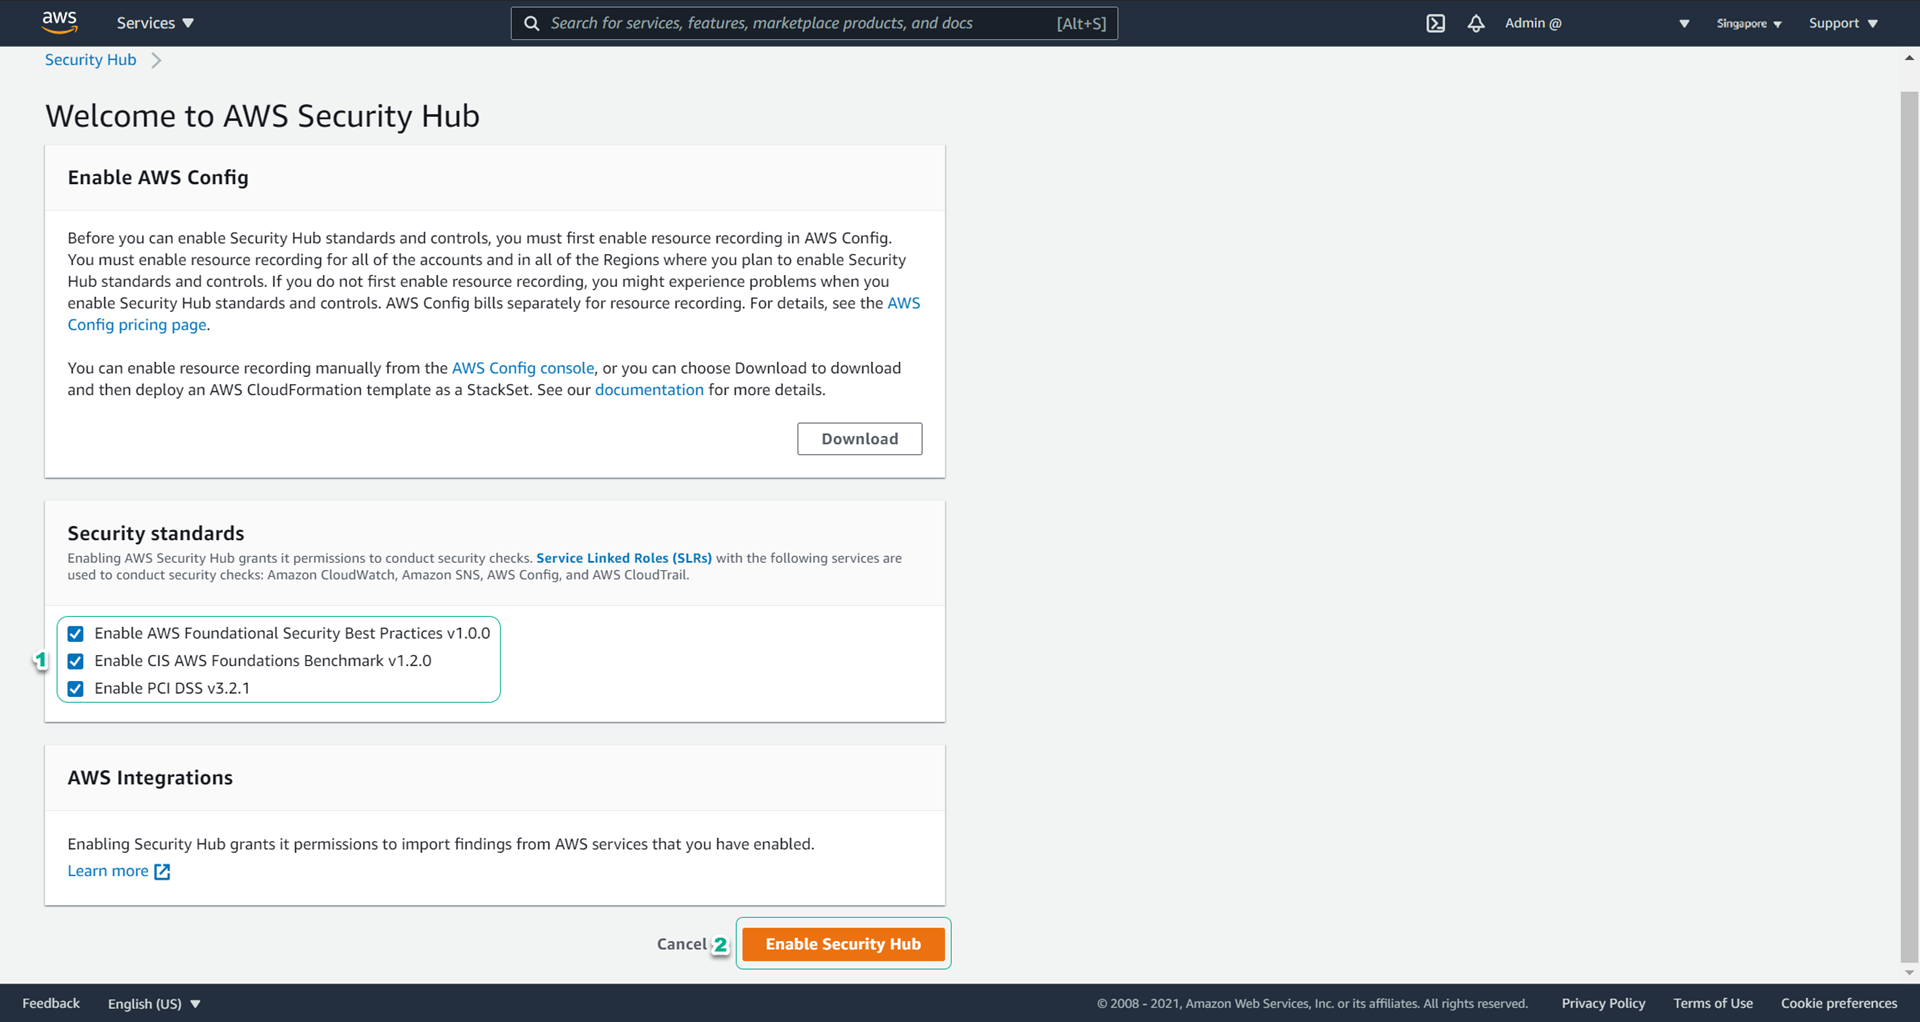 aws
Services
Search for services, features, marketplace products, and docs [Alt+S]
Admin @
Singapore
Support
Security Hub
Welcome to AWS Security Hub
Enable AWS Config
Before you can enable Security Hub standards and controls, you must first enable resource recording in AWS Config.
You must enable resource recording for all of the accounts and in all of the Regions where you plan to enable Security
Hub standards and controls. If you do not first enable resource recording, you might experience problems when you
enable Security Hub standards and controls. AWS Config bills separately for resource recording. For details, see the AWS
Config pricing page.
You can enable resource recording manually from the AWS Config console, or you can choose Download to download
and then deploy an AWS CloudFormation template as a StackSet. See our documentation for more details.
Download
Security standards
Enabling AWS Security Hub grants it permissions to conduct security checks. Service Linked Roles (SLRs) with the following services are
used to conduct security checks: Amazon CloudWatch, Amazon SNS, AWS Config, and AWS CloudTrail.
Enable AWS Foundational Security Best Practices v1.0.0
1 Enable CIS AWS Foundations Benchmark v1.2.0
Enable PCI DSS v3.2.1
AWS Integrations
Enabling Security Hub grants it permissions to import findings from AWS services that you have enabled.
Learn more
Cancel 2 Enable Security Hub
Feedback
English (US)
© 2008 - 2021, Amazon Web Services, Inc. or its affiliates. All rights reserved.
Privacy Policy
Terms of Use
Cookie preferences